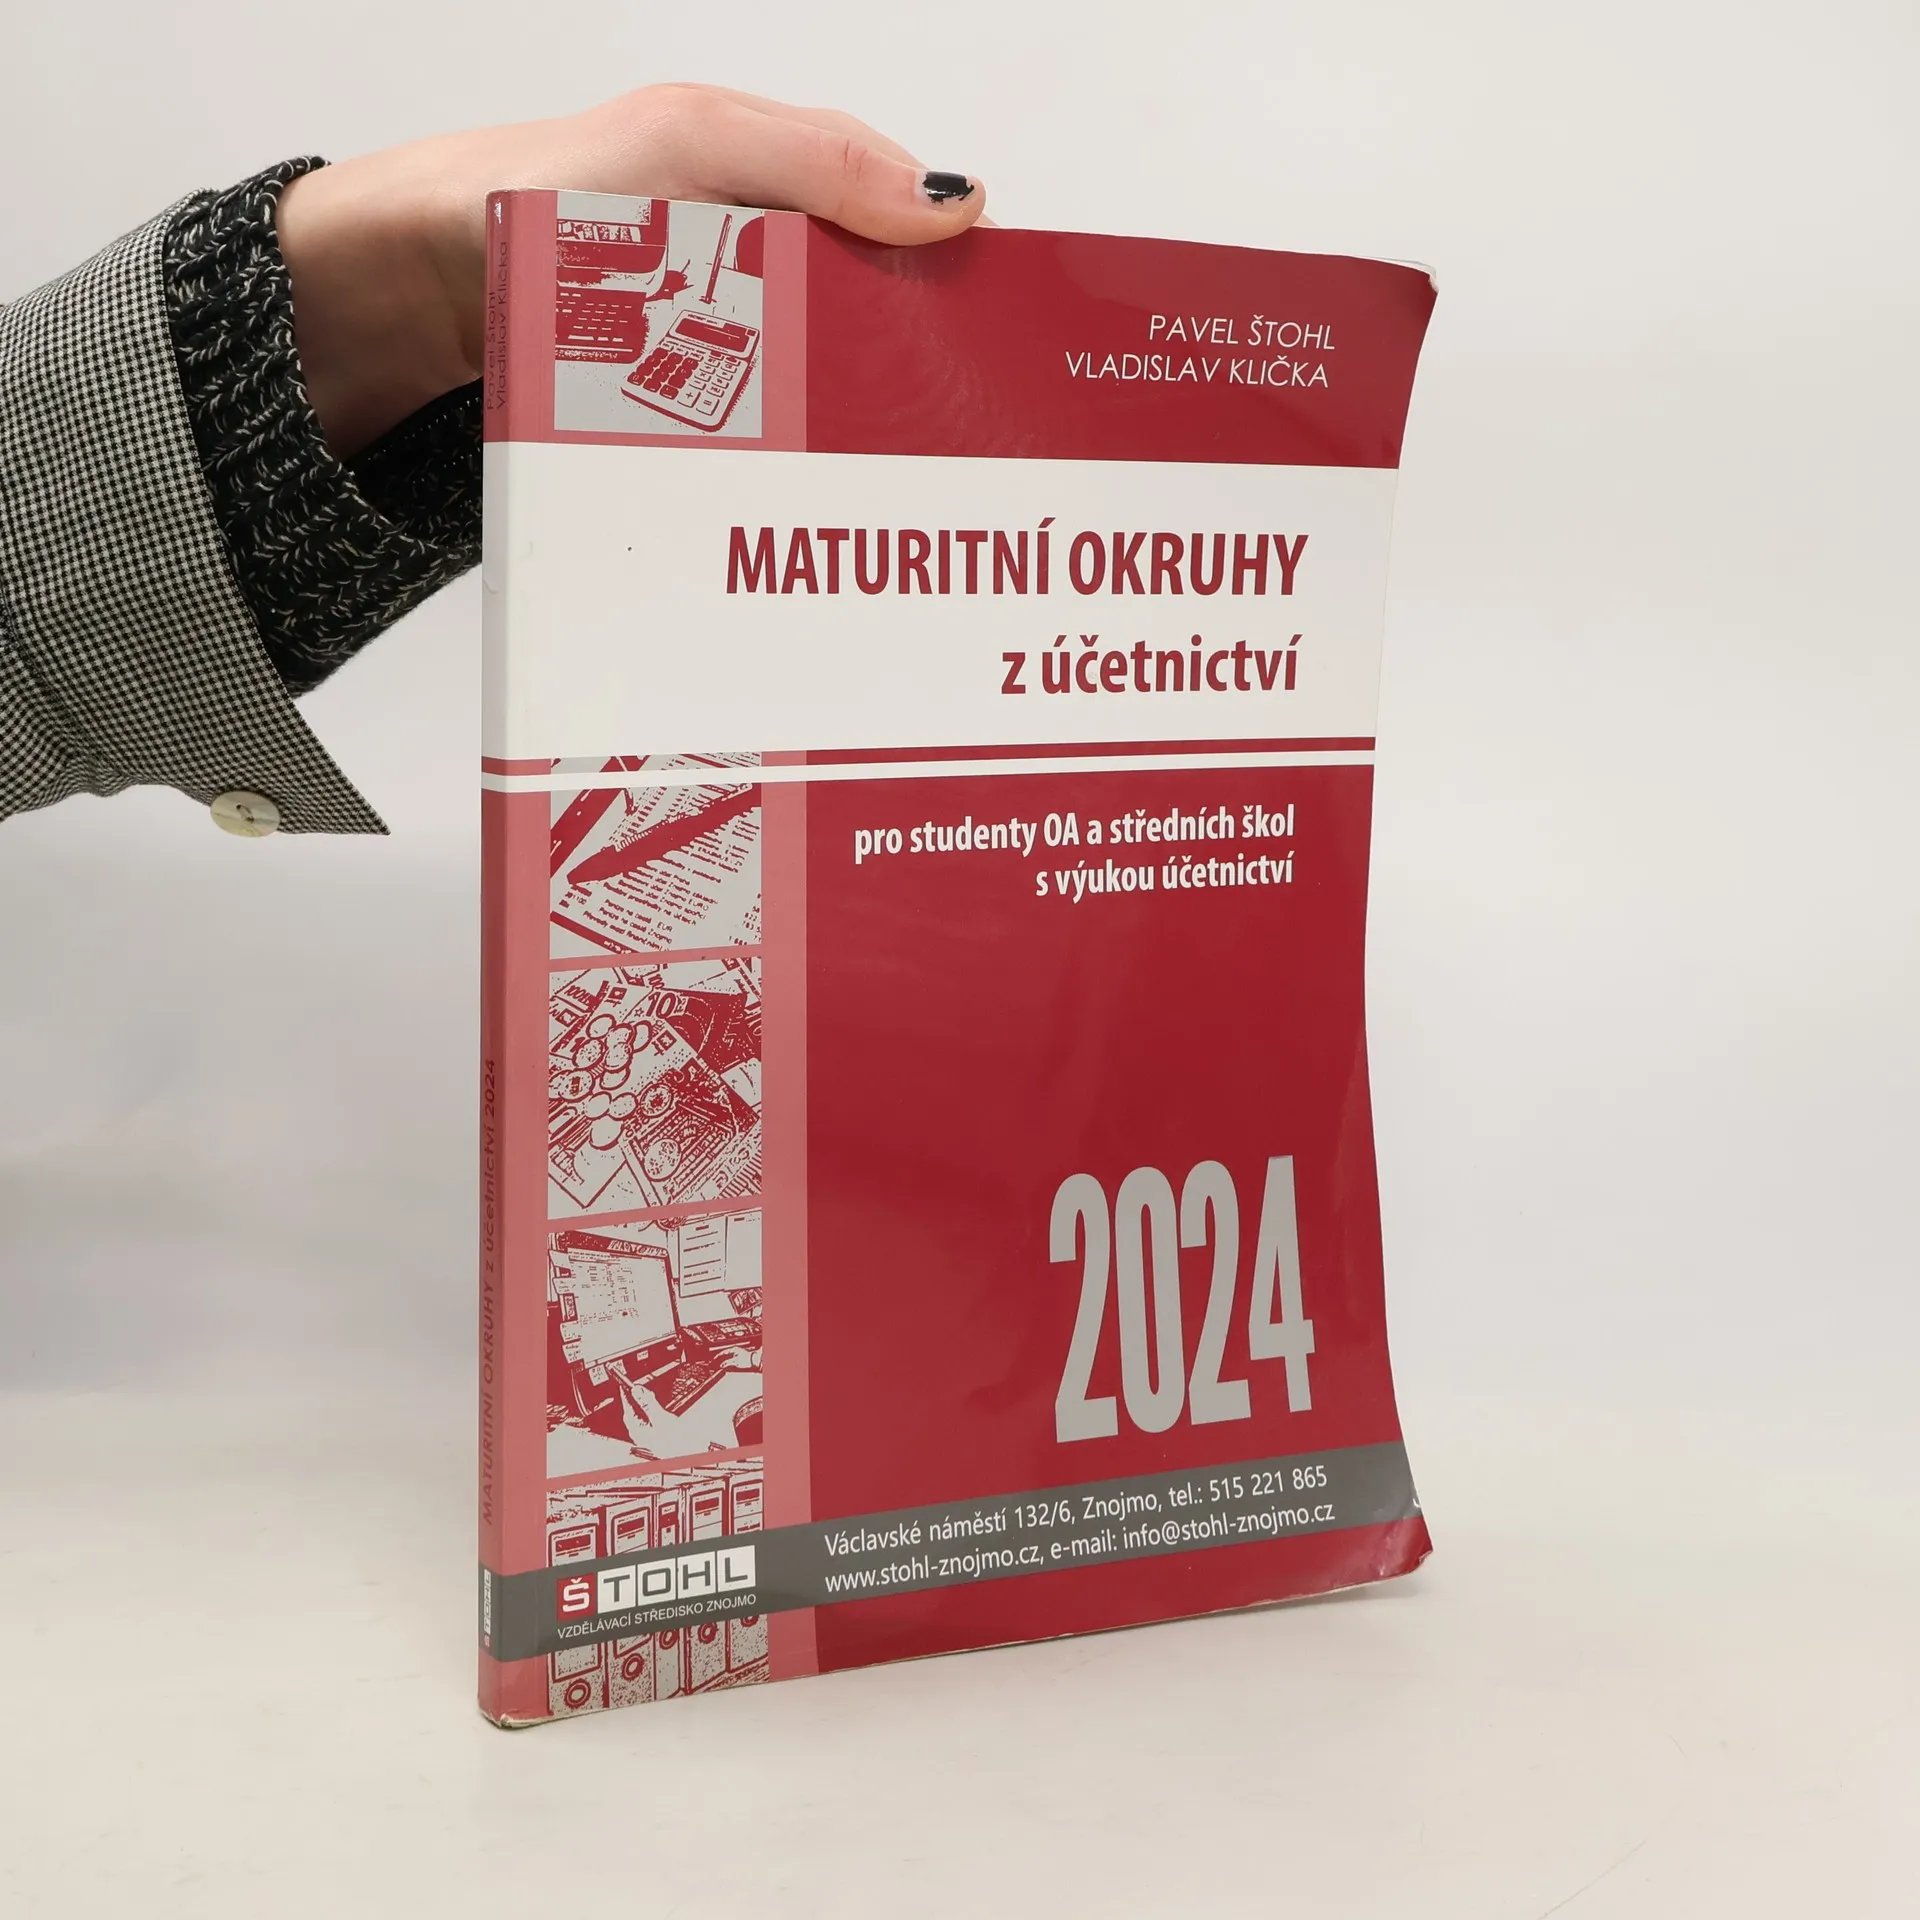 PAVEL ŠTOHL
VLADISLAV KLIČKA
MATURITNÍ OKRUHY
z účetnictví
pro studenty OA a středních škol
s výukou účetnictví
2024
Václavské náměstí 132/6, Znojmo, tel.: 515 221 865
www.stohl-znojmo.cz, e-mail: info@stohl-znojmo.cz
ŠTOHL
VZDĚLÁVACÍ STŘEDISKO ZNOJMO
Pavel Štohl
Vladislav Klička
MATURITNÍ OKRUHY z účetnictví 2024
ŠTOHL